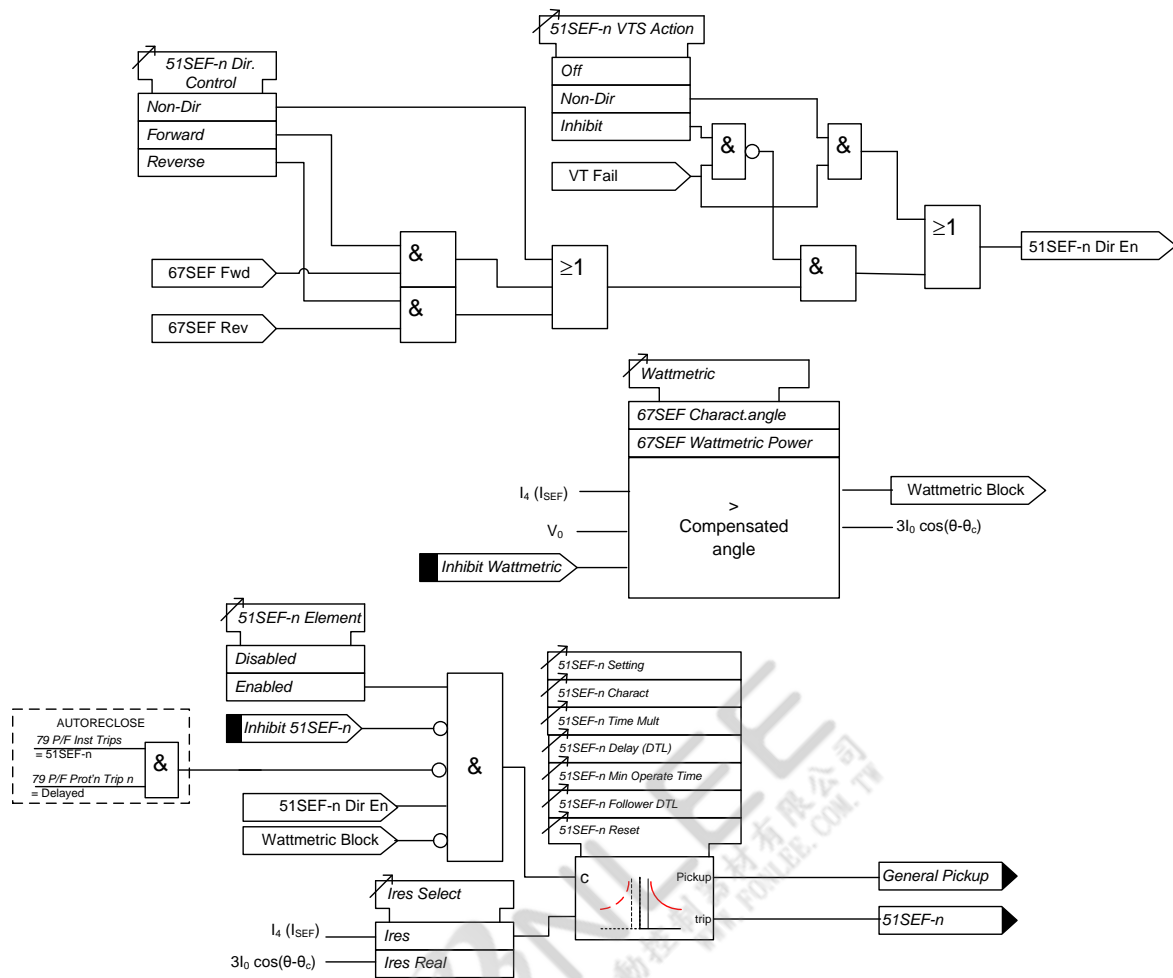 51SEF-n VTS Action
Off
Non-Dir
Inhibit
VT Fail
51SEF-n Dir.
Control
Non-Dir
Forward
Reverse
67SEF Fwd
67SEF Rev
&
&
≥1
&
&
&
≥1
51SEF-n Dir En
Wattmetric
67SEF Charact.angle
67SEF Wattmetric Power
I4 (ISEF)
V0
Inhibit Wattmetric
>
Compensated
angle
Wattmetric Block
3I0 cos(θ-θc)
51SEF-n Element
Disabled
Enabled
Inhibit 51SEF-n
AUTORECLOSE
79 P/F Inst Trips
= 51SEF-n
79 P/F Prot'n Trip n
= Delayed
&
51SEF-n Dir En
Wattmetric Block
&
51SEF-n Setting
51SEF-n Charact
51SEF-n Time Mult
51SEF-n Delay (DTL)
51SEF-n Min Operate Time
51SEF-n Follower DTL
51SEF-n Reset
C
Pickup
trip
General Pickup
51SEF-n
Ires Select
I4 (ISEF)
Ires
3I0 cos(θ-θc)
Ires Real
WWW.FONLEE.COM.TW